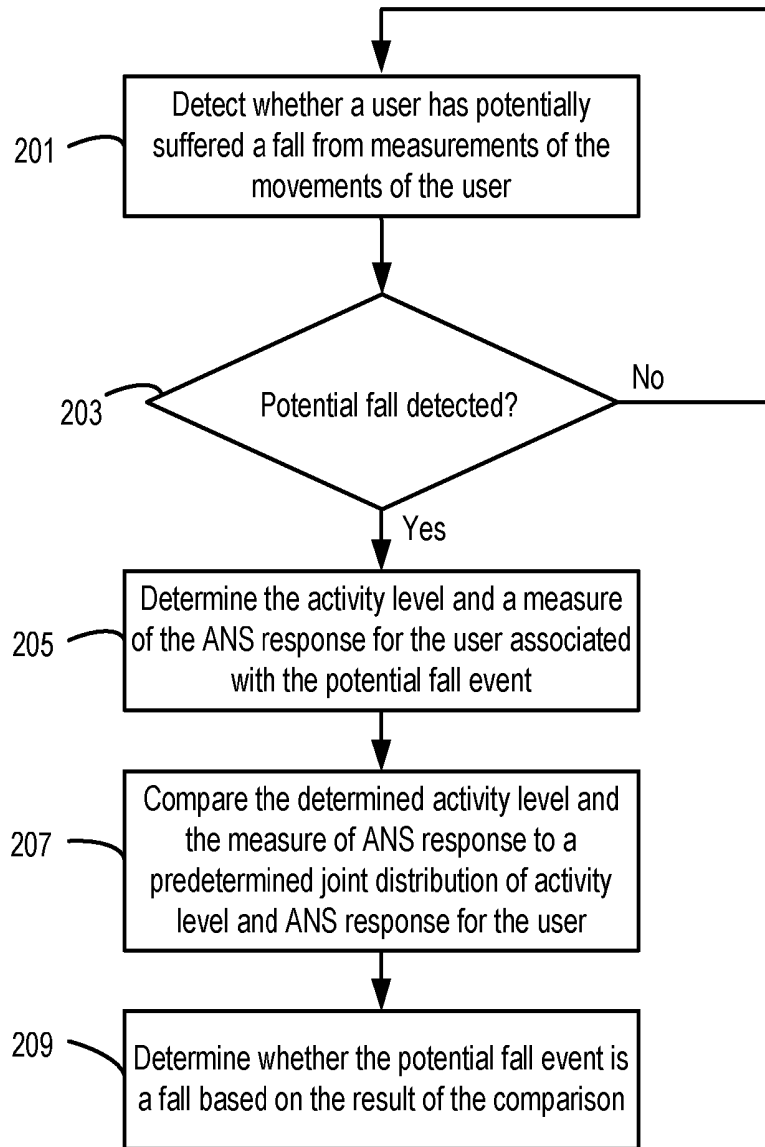 201
Detect whether a user has potentially
suffered a fall from measurements of the
movements of the user
203
Potential fall detected?
No
Yes
205
Determine the activity level and a measure
of the ANS response for the user associated
with the potential fall event
207
Compare the determined activity level and
the measure of ANS response to a
predetermined joint distribution of activity
level and ANS response for the user
209
Determine whether the potential fall event is
a fall based on the result of the comparison